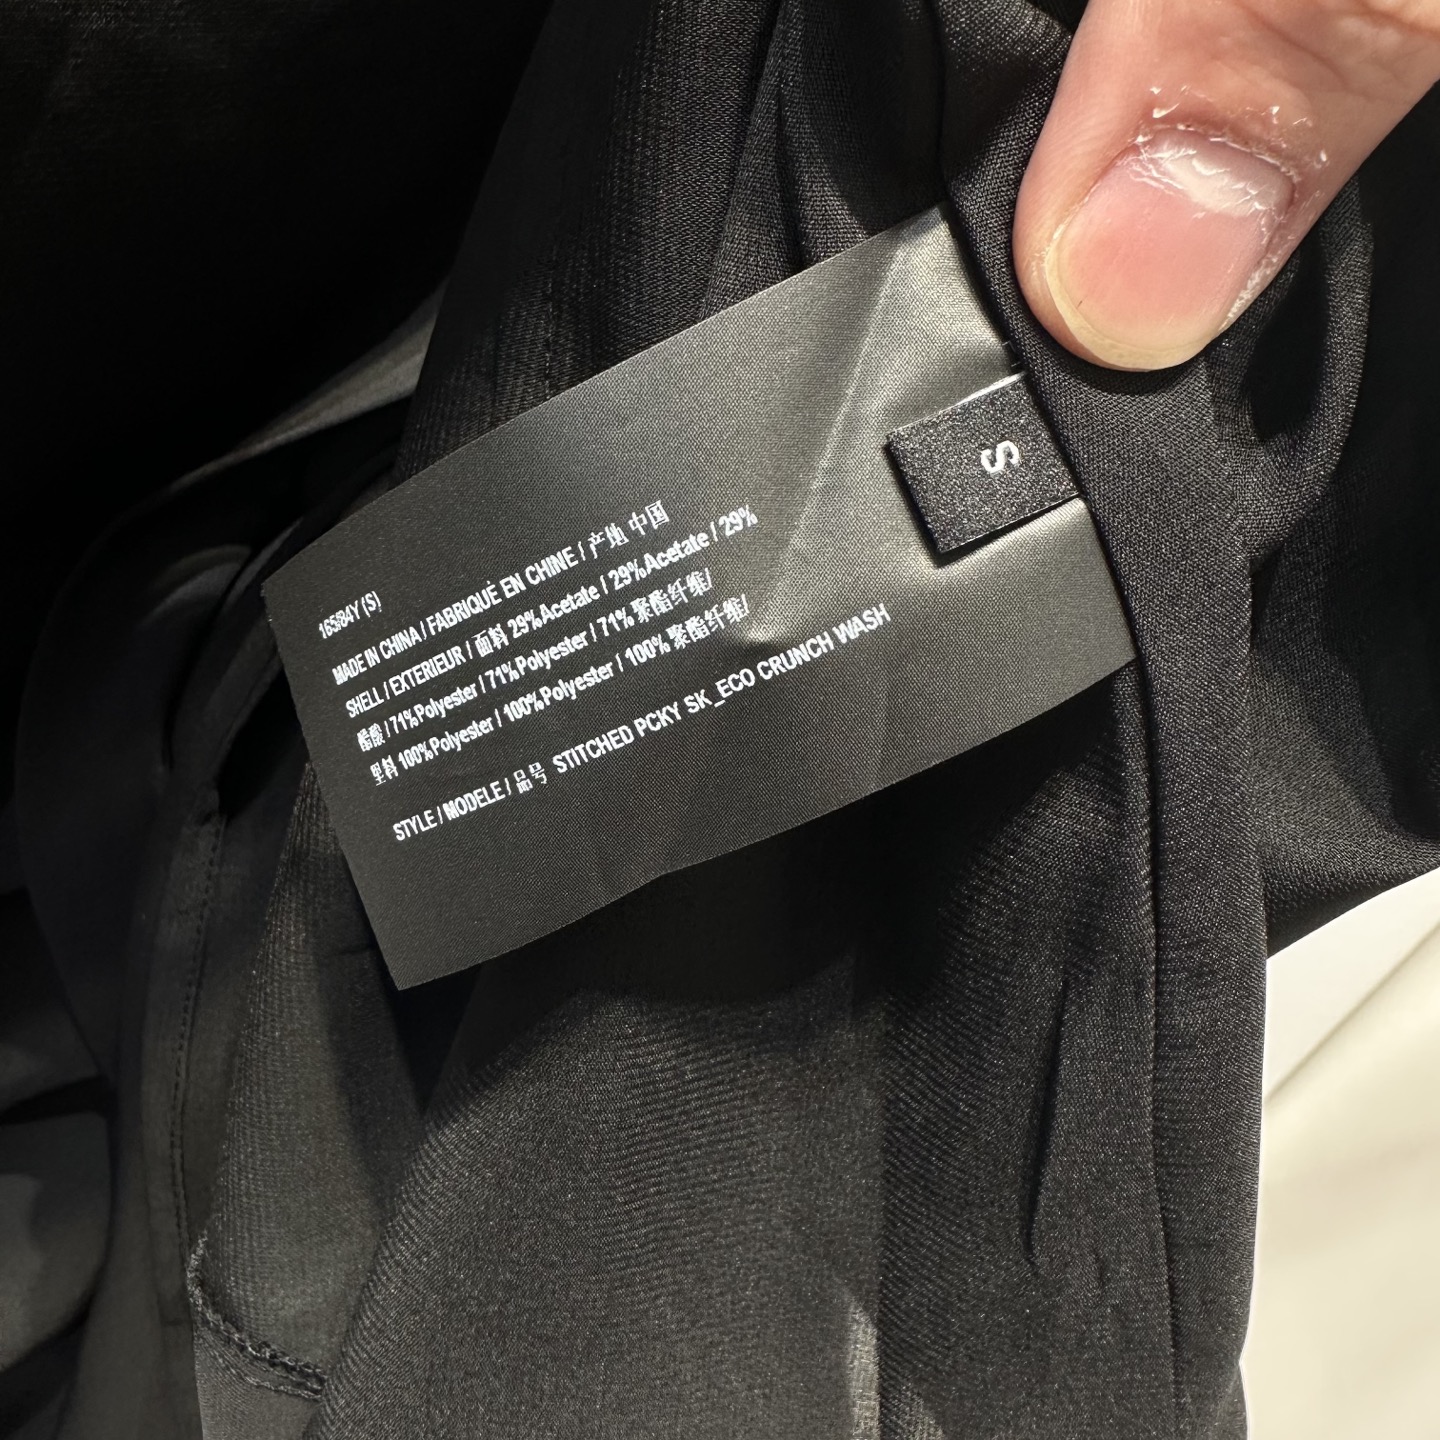 S
165/84Y (S)
MADE IN CHINA / FABRIQUÉ EN CHINE / 产地 中国
SHELL / EXTERIEUR / 面料 29%Acetate / 29%Acetate / 29%
醋酸 / 71%Polyester / 71%Polyester / 71% 聚酯纤维/
里料 100%Polyester / 100%Polyester / 100% 聚酯纤维/
STYLE / MODELE / 品号 STITCHED PCKY SK_ECO CRUNCH WASH